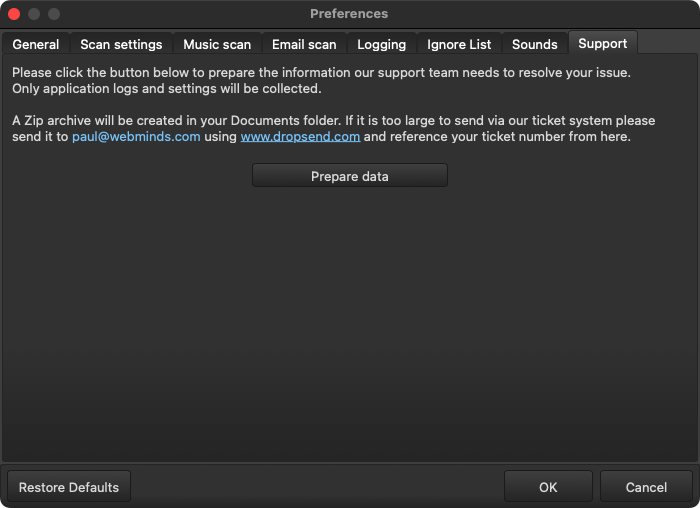 Preferences
General Scan settings Music scan Email scan Logging Ignore List Sounds Support
Please click the button below to prepare the information our support team needs to resolve your issue.
Only application logs and settings will be collected.
A Zip archive will be created in your Documents folder. If it is too large to send via our ticket system please
send it to paul@webminds.com using www.dropsend.com and reference your ticket number from here.
Prepare data
Restore Defaults OK Cancel